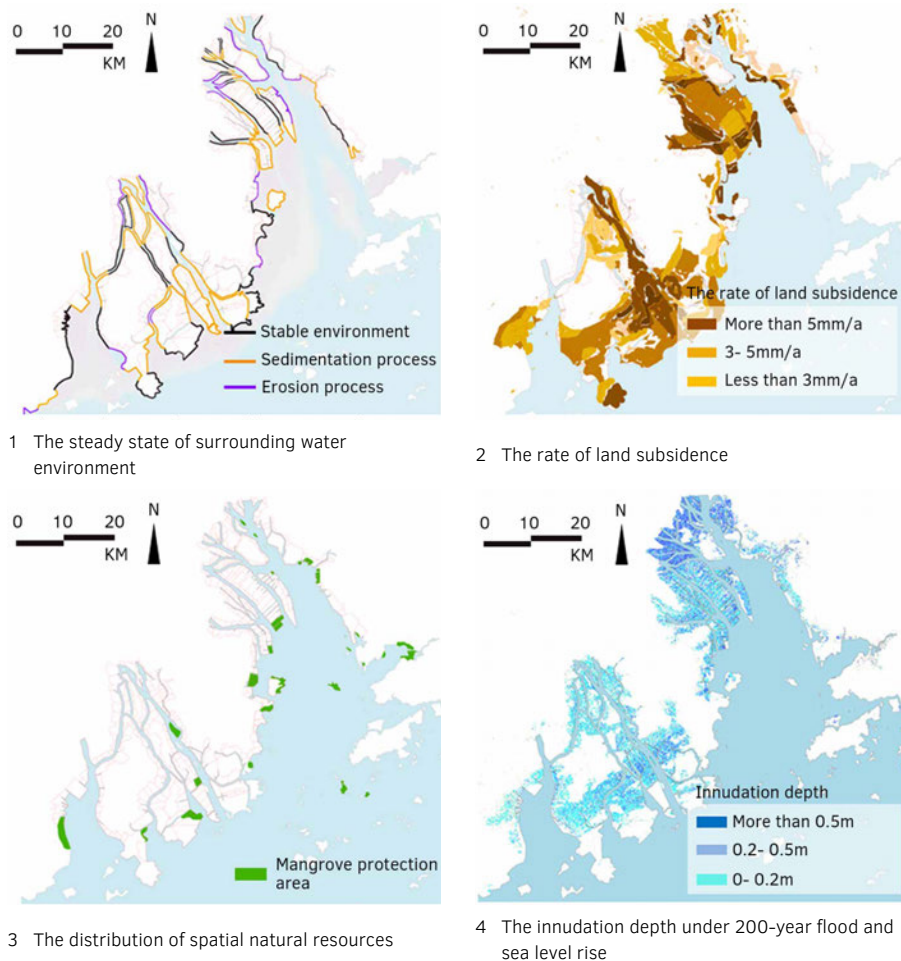 0 10 20
KM
N
Stable environment
Sedimentation process
Erosion process
1 The steady state of surrounding water
environment
0 10 20
KM
N
The rate of land subsidence
More than 5mm/a
3- 5mm/a
Less than 3mm/a
2 The rate of land subsidence
0 10 20
KM
N
Mangrove protection
area
3 The distribution of spatial natural resources
0 10 20
KM
N
Innudation depth
More than 0.5m
0.2- 0.5m
0- 0.2m
4 The innudation depth under 200-year flood and
sea level rise